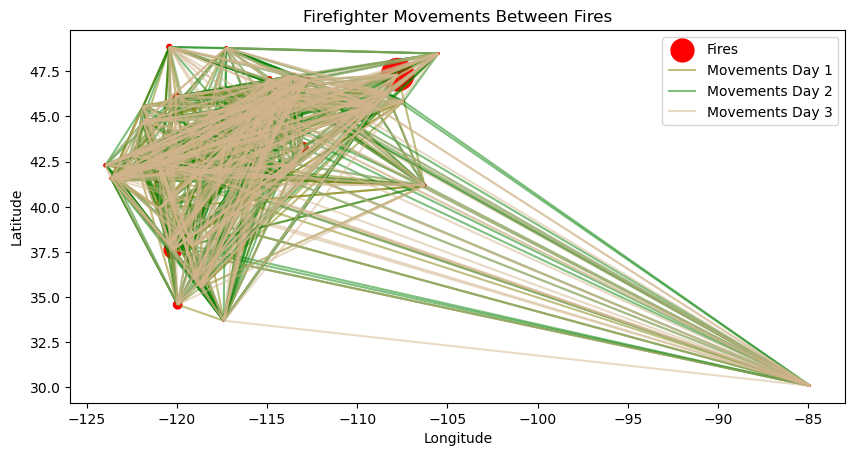 Firefighter Movements Between Fires
Fires
Movements Day 1
Movements Day 2
Movements Day 3
Latitude
47.5
45.0
42.5
40.0
37.5
35.0
32.5
30.0
−125
−120
−115
−110
−105
−100
−95
−90
−85
Longitude